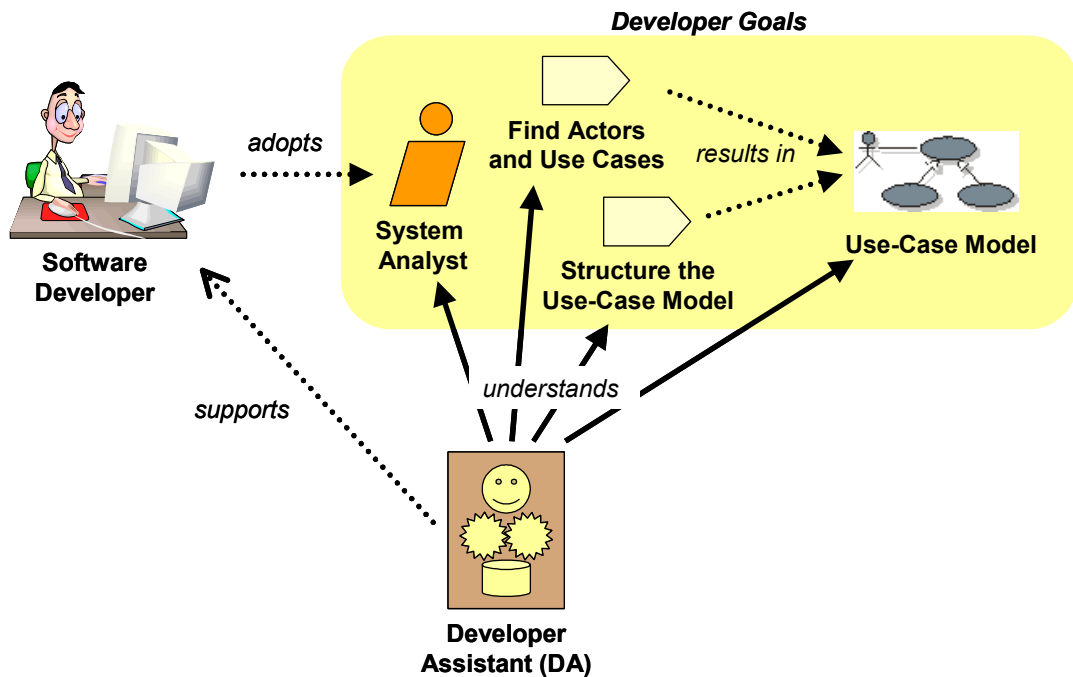 Developer Goals
adopts
Find Actors
and Use Cases
results in
System
Analyst
Structure the
Use-Case Model
Use-Case Model
Software
Developer
understands
supports
Developer
Assistant (DA)